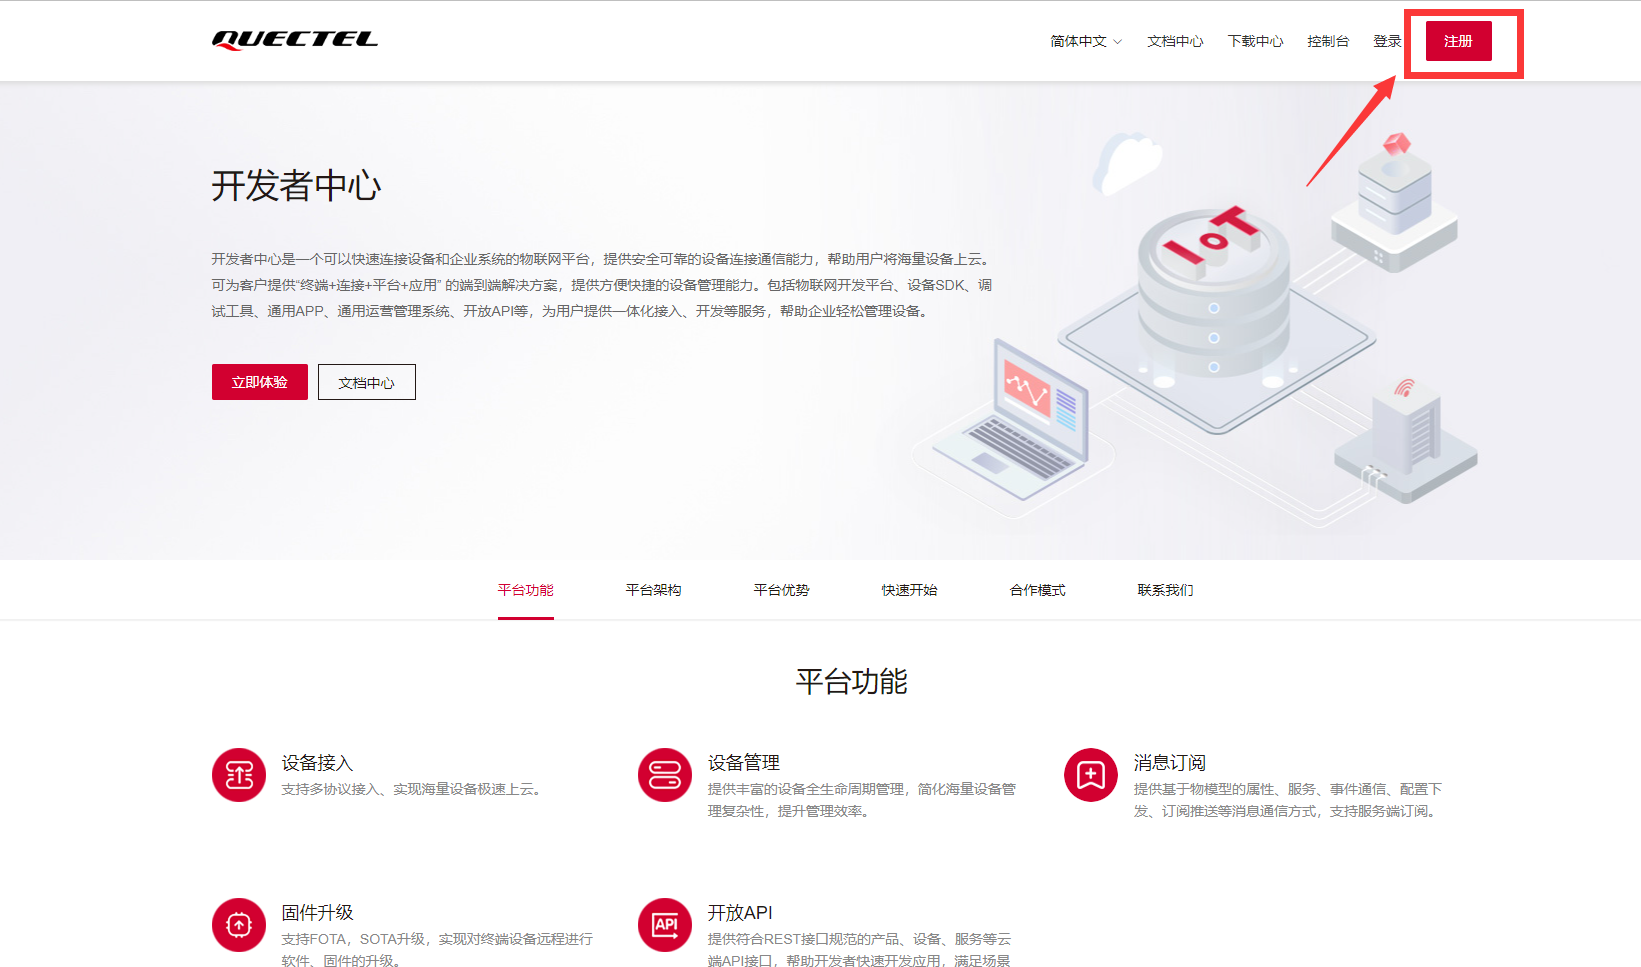 QUECTEL
简体中文
文档中心
下载中心
控制台
登录
注册
开发者中心
开发者中心是一个可以快速连接设备和企业系统的物联网平台，提供安全可靠的设备连接通信能力，帮助用户将海量设备上云。
可为客户提供“终端+连接+平台+应用” 的端到端解决方案，提供方便快捷的设备管理能力。包括物联网开发平台、设备SDK、调
试工具、通用APP、通用运营管理系统、开放API等，为用户提供一体化接入、开发等服务，帮助企业轻松管理设备。
立即体验
文档中心
IoT
平台功能
平台架构
平台优势
快速开始
合作模式
联系我们
平台功能
设备接入
支持多协议接入、实现海量设备极速上云。
设备管理
提供丰富的设备全生命周期管理，简化海量设备管
理复杂性，提升管理效率。
消息订阅
提供基于物模型的属性、服务、事件通信、配置下
发、订阅推送等消息通信方式，支持服务端订阅。
固件升级
支持FOTA，SOTA升级，实现对终端设备远程进行
软件、固件的升级。
API
开放API
提供符合REST接口规范的产品、设备、服务等云
端API接口，帮助开发者快速开发应用，满足场景